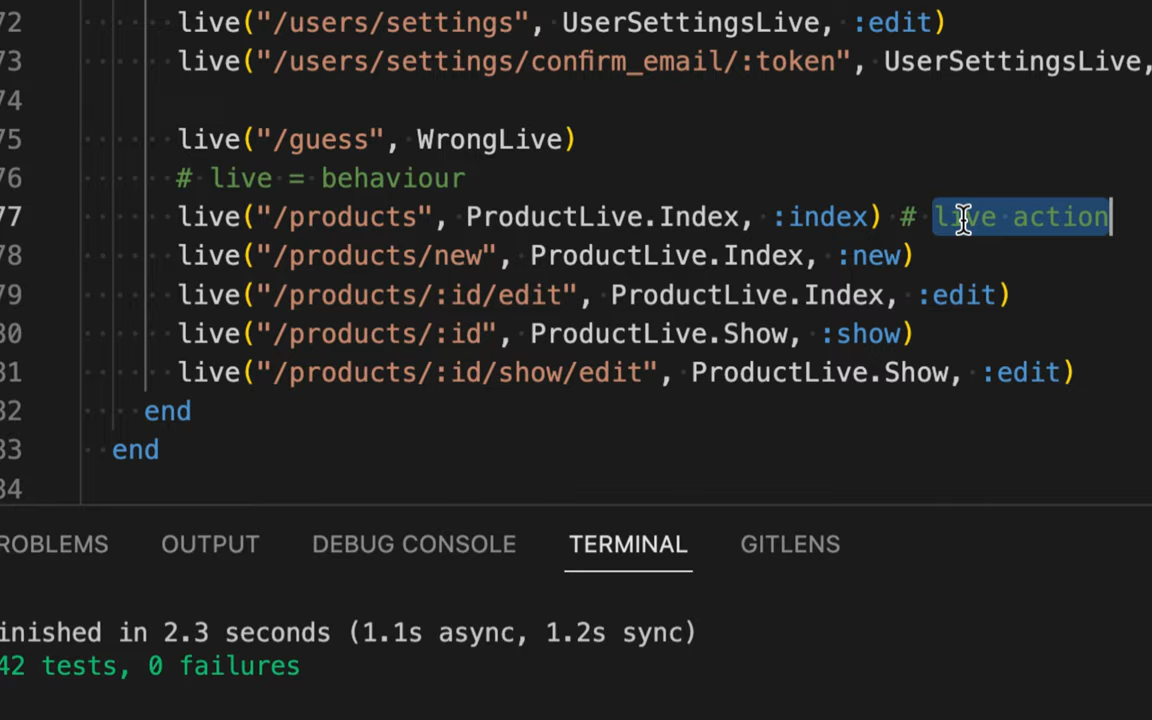 72 live("/users/settings", UserSettingsLive, :edit)
73 live("/users/settings/confirm_email/:token", UserSettingsLive,
74
75 live("/guess", WrongLive)
76 # live = behaviour
77 live("/products", ProductLive.Index, :index) # live action
78 live("/products/new", ProductLive.Index, :new)
79 live("/products/:id/edit", ProductLive.Index, :edit)
80 live("/products/:id", ProductLive.Show, :show)
81 live("/products/:id/show/edit", ProductLive.Show, :edit)
82 end
83 end
84
ROBLEMS OUTPUT DEBUG CONSOLE TERMINAL GITLENS
inished in 2.3 seconds (1.1s async, 1.2s sync)
42 tests, 0 failures